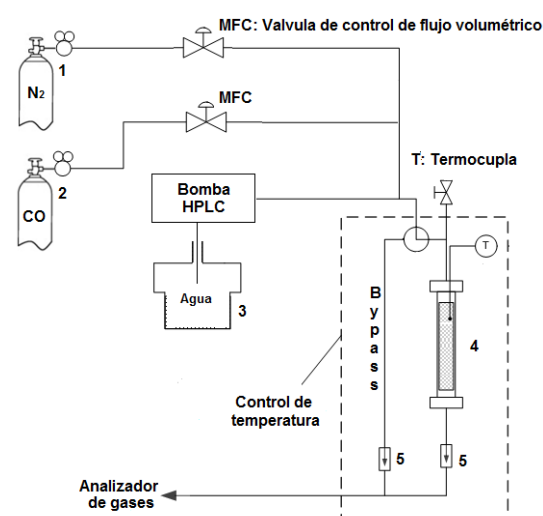 MFC: Valvula de control de flujo volumétrico
1
N2
MFC
T: Termocupla
2
CO
Bomba
HPLC
T
Agua
3
B
y
p
a
s
s
4
Control de
temperatura
5
5
Analizador
de gases